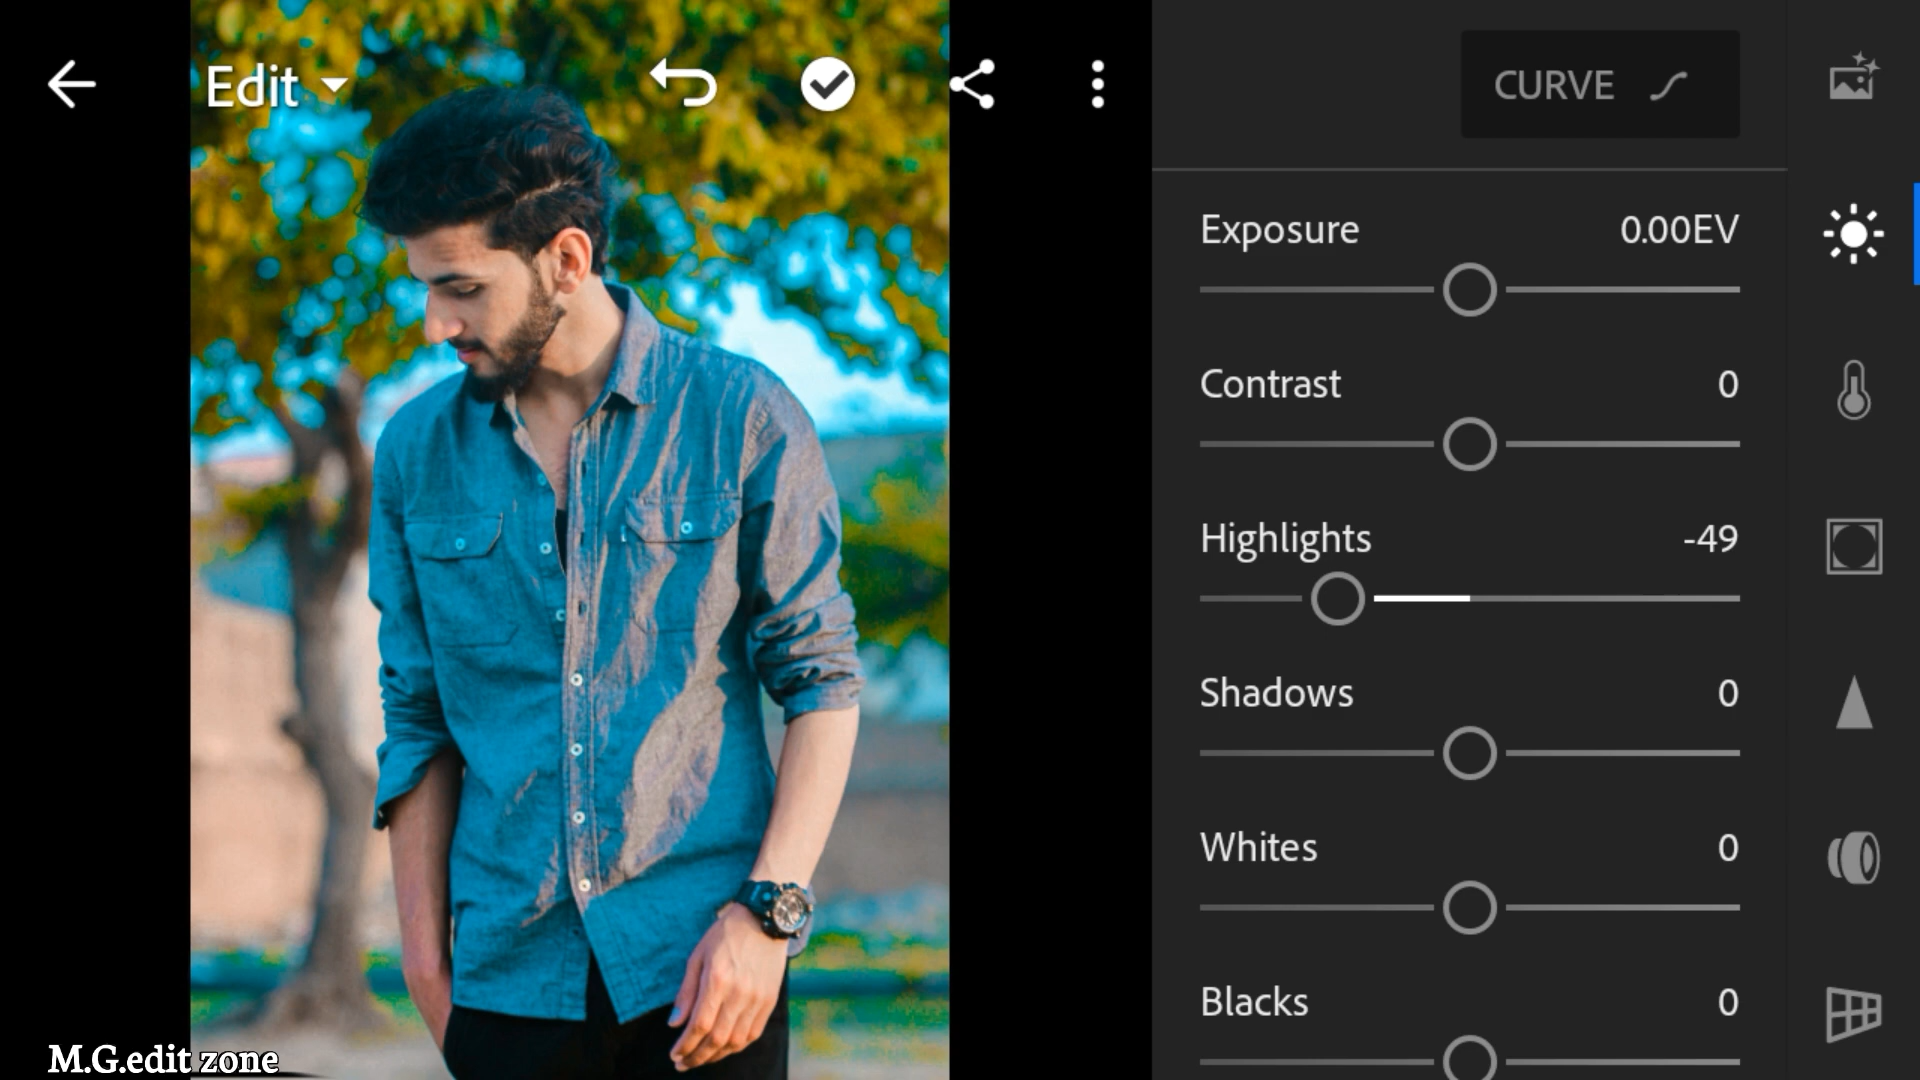 Edit
CURVE
Exposure 0.00EV
Contrast 0
Highlights -49
Shadows 0
Whites 0
Blacks 0
M.G.edit zone